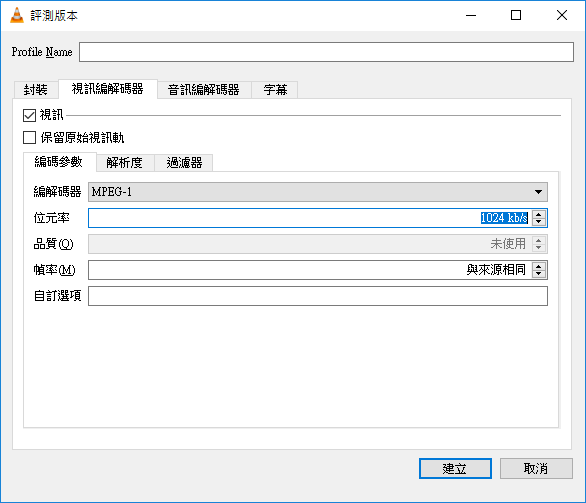 評測版本
Profile Name
封裝 視訊編解碼器 音訊編解碼器 字幕
視訊
保留原始視訊軌
編碼參數 解析度 過濾器
編解碼器 MPEG-1
位元率 1024 kb/s
品質(Q) 未使用
幀率(M) 與來源相同
自訂選項
建立 取消